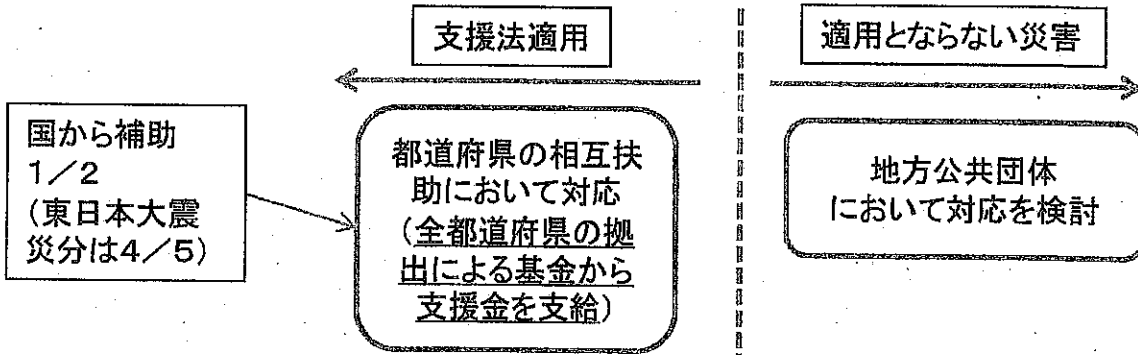 支援法適用
適用とならない災害
国から補助
1/2
(東日本大震
災分は4/5)
都道府県の相互扶
助において対応
(全都道府県の拠
出による基金から
支援金を支給)
地方公共団体
において対応を検討